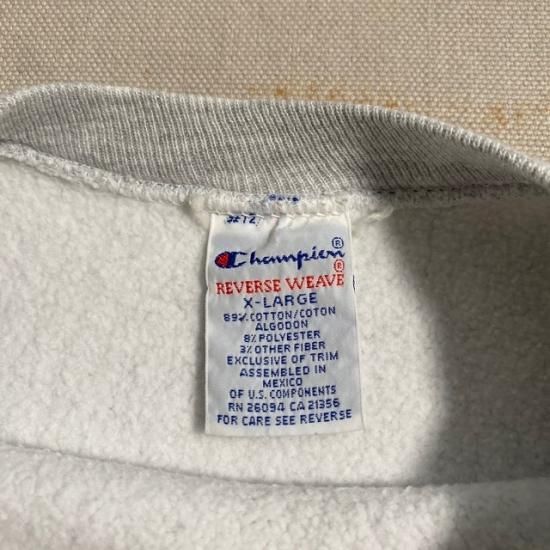 Champion®
REVERSE WEAVE®
X-LARGE
89% COTTON/COTON
ALGODON
8% POLYESTER
3% OTHER FIBER
EXCLUSIVE OF TRIM
ASSEMBLED IN
MEXICO
OF U.S. COMPONENTS
RN 26094 CA 21356
FOR CARE SEE REVERSE